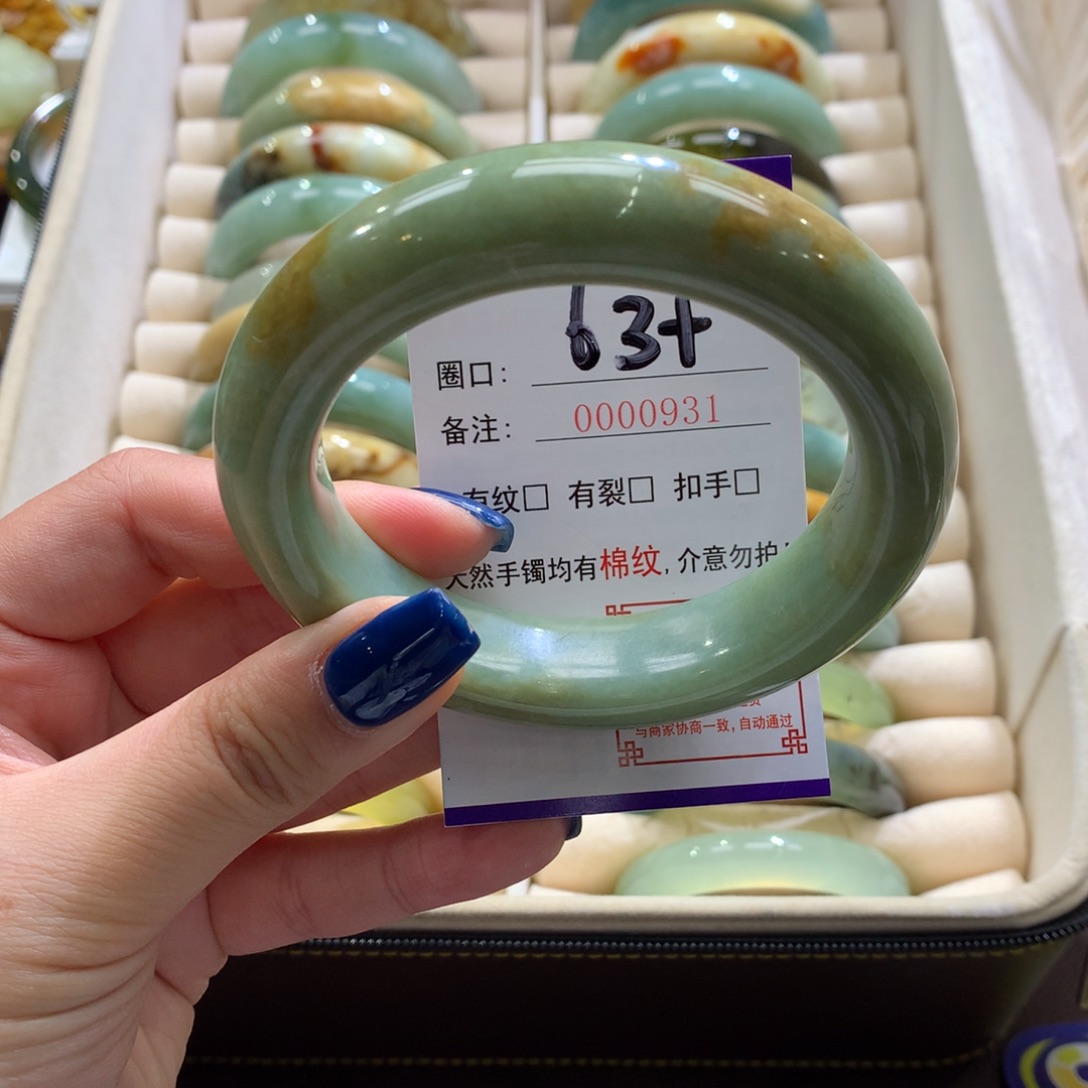 圈口: 63+
备注: 0000931
有纹□ 有裂□ 扣手□
天然手镯均有棉纹, 介意勿护
与商家协商一致, 自动通过